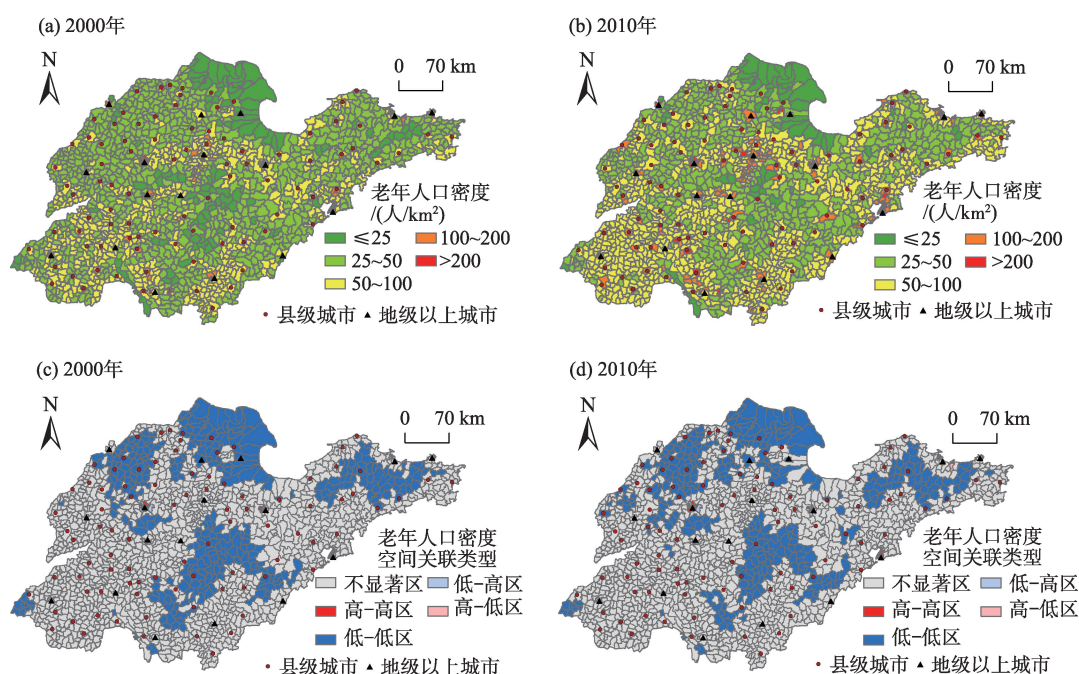 (a) 2000年
N
0 70 km
老年人口密度
/(人/km²)
≤25 100~200
25~50 >200
50~100
县级城市 地级以上城市
(b) 2010年
N
0 70 km
老年人口密度
/(人/km²)
≤25 100~200
25~50 >200
50~100
县级城市 地级以上城市
(c) 2000年
N
0 70 km
老年人口密度
空间关联类型
不显著区 低-高区
高-高区 高-低区
低-低区
县级城市 地级以上城市
(d) 2010年
N
0 70 km
老年人口密度
空间关联类型
不显著区 低-高区
高-高区 高-低区
低-低区
县级城市 地级以上城市